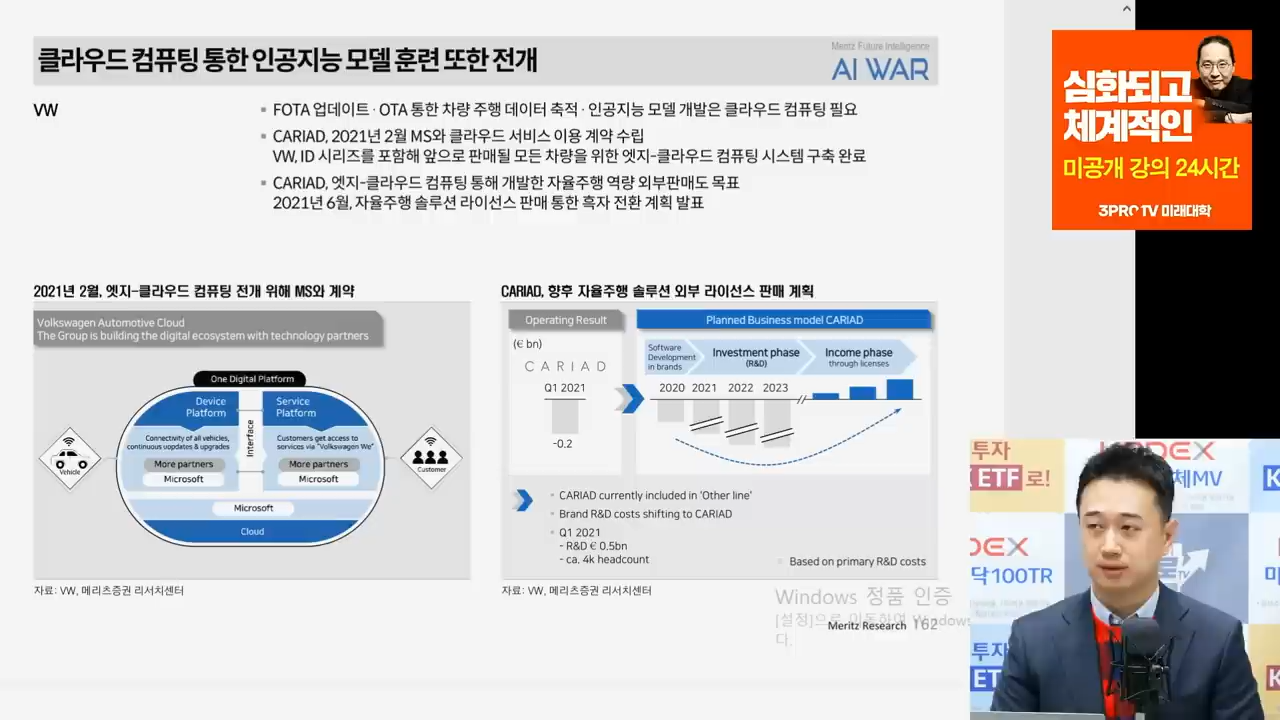 클라우드 컴퓨팅 통한 인공지능 모델 훈련 또한 전개
Meritz Future Intelligence
AI WAR
VW
▪ FOTA 업데이트 · OTA 통한 차량 주행 데이터 축적 · 인공지능 모델 개발은 클라우드 컴퓨팅 필요
▪ CARIAD, 2021년 2월 MS와 클라우드 서비스 이용 계약 수립
VW, ID 시리즈를 포함해 앞으로 판매될 모든 차량을 위한 엣지-클라우드 컴퓨팅 시스템 구축 완료
▪ CARIAD, 엣지-클라우드 컴퓨팅 통해 개발한 자율주행 역량 외부판매도 목표
2021년 6월, 자율주행 솔루션 라이선스 판매 통한 흑자 전환 계획 발표
2021년 2월, 엣지-클라우드 컴퓨팅 전개 위해 MS와 계약
Volkswagen Automotive Cloud
The Group is building the digital ecosystem with technology partners
One Digital Platform
Device
Platform
Service
Platform
Interface
Connectivity of all vehicles,
continuous uopdates & upgrades
Customers get access to
services via "Volkswagen We"
More partners
Microsoft
More partners
Microsoft
Vehicle
Customer
Microsoft
Cloud
자료: VW, 메리츠증권 리서치센터
CARIAD, 향후 자율주행 솔루션 외부 라이선스 판매 계획
Operating Result
Planned Business model CARIAD
(€ bn)
CARIAD
Q1 2021
-0.2
Software
Development
in brands
Investment phase
(R&D)
Income phase
through licenses
2020 2021 2022 2023
CARIAD currently included in 'Other line'
Brand R&D costs shifting to CARIAD
Q1 2021
- R&D € 0.5bn
- ca. 4k headcount
Based on primary R&D costs
자료: VW, 메리츠증권 리서치센터
Windows 정품 인증
[설정]으로 이동하여 Windows
다.
Meritz Research 162
심화되고
체계적인
미공개 강의 24시간
3PROTV 미래대학
투자
ETF로!
KODEX
체MV
DEX
닥100TR
TV
투자
ETF